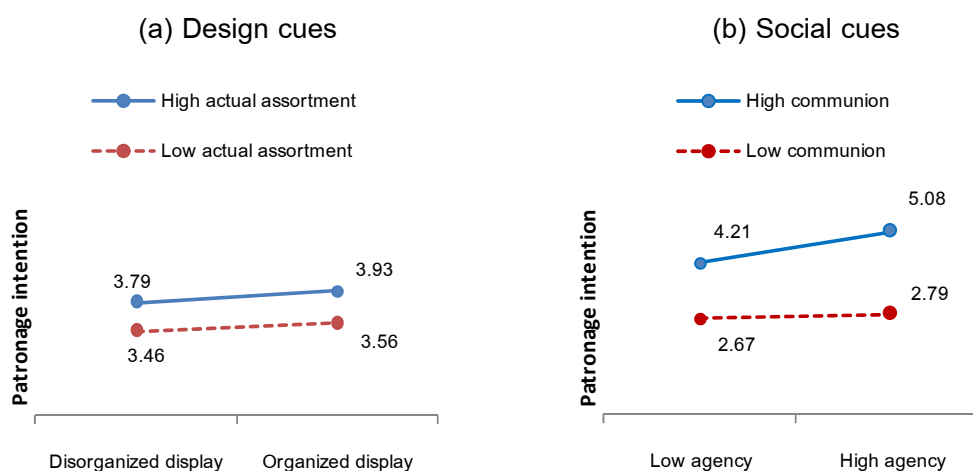 (a) Design cues
High actual assortment
Low actual assortment
Patronage intention
3.79
3.93
3.46
3.56
Disorganized display
Organized display
(b) Social cues
High communion
Low communion
Patronage intention
4.21
5.08
2.67
2.79
Low agency
High agency